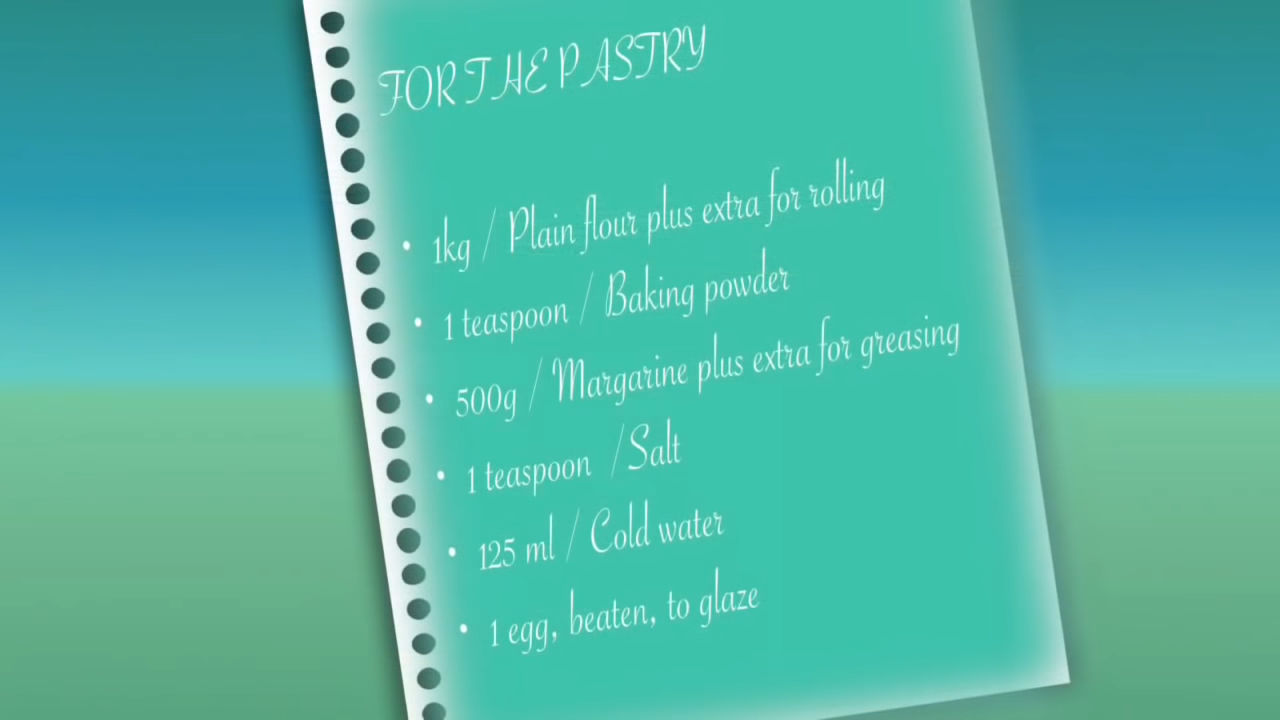 FOR THE PASTRY
• 1kg / Plain flour plus extra for rolling
• 1 teaspoon / Baking powder
• 500g / Margarine plus extra for greasing
• 1 teaspoon /Salt
• 125 ml / Cold water
• 1 egg, beaten, to glaze